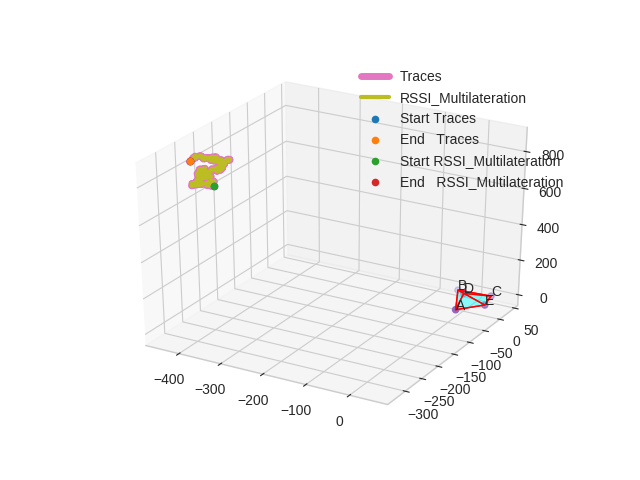 Traces
RSSI_Multilateration
Start Traces
End   Traces
Start RSSI_Multilateration
End   RSSI_Multilateration
800
600
400
200
0
B
D
C
A
E
50
0
−50
−100
−150
−200
−250
−300
−400
−300
−200
−100
0